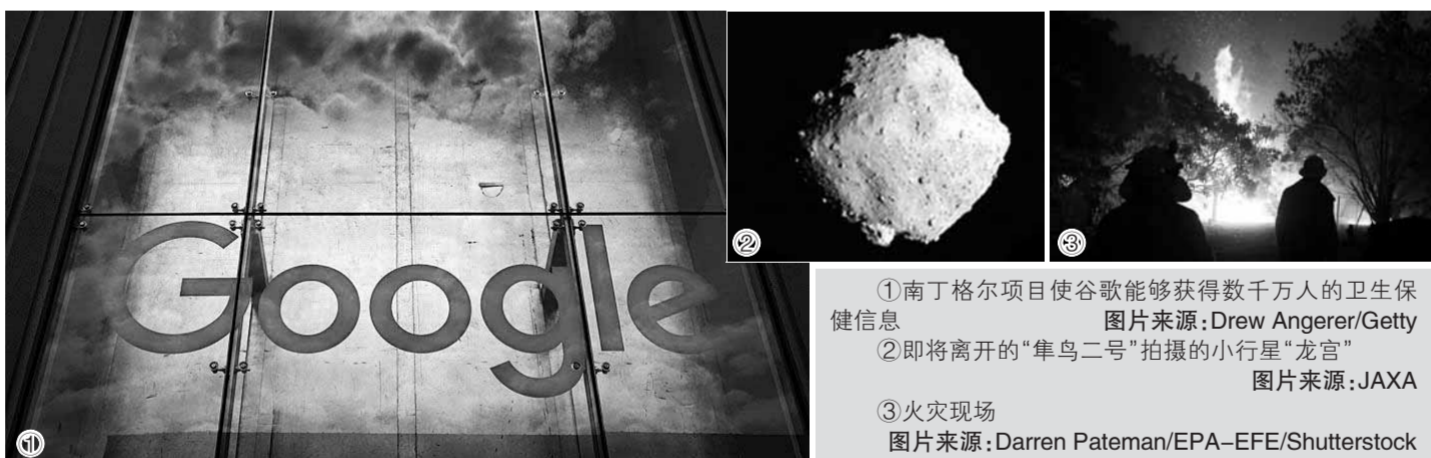 Google
①
②
③
①南丁格尔项目使谷歌能够获得数千万人的卫生保
健信息 图片来源:Drew Angerer/Getty
②即将离开的“隼鸟二号”拍摄的小行星“龙宫”
图片来源:JAXA
③火灾现场
图片来源:Darren Pateman/EPA-EFE/Shutterstock